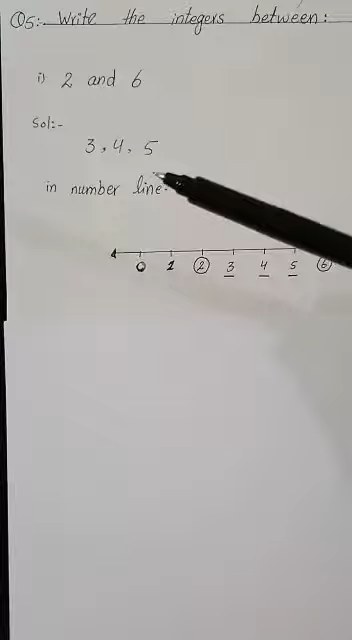 Q5:- Write the integers between:
i) 2 and 6
Sol:-
3, 4, 5
in number line.
0 1 2 3 4 5 6